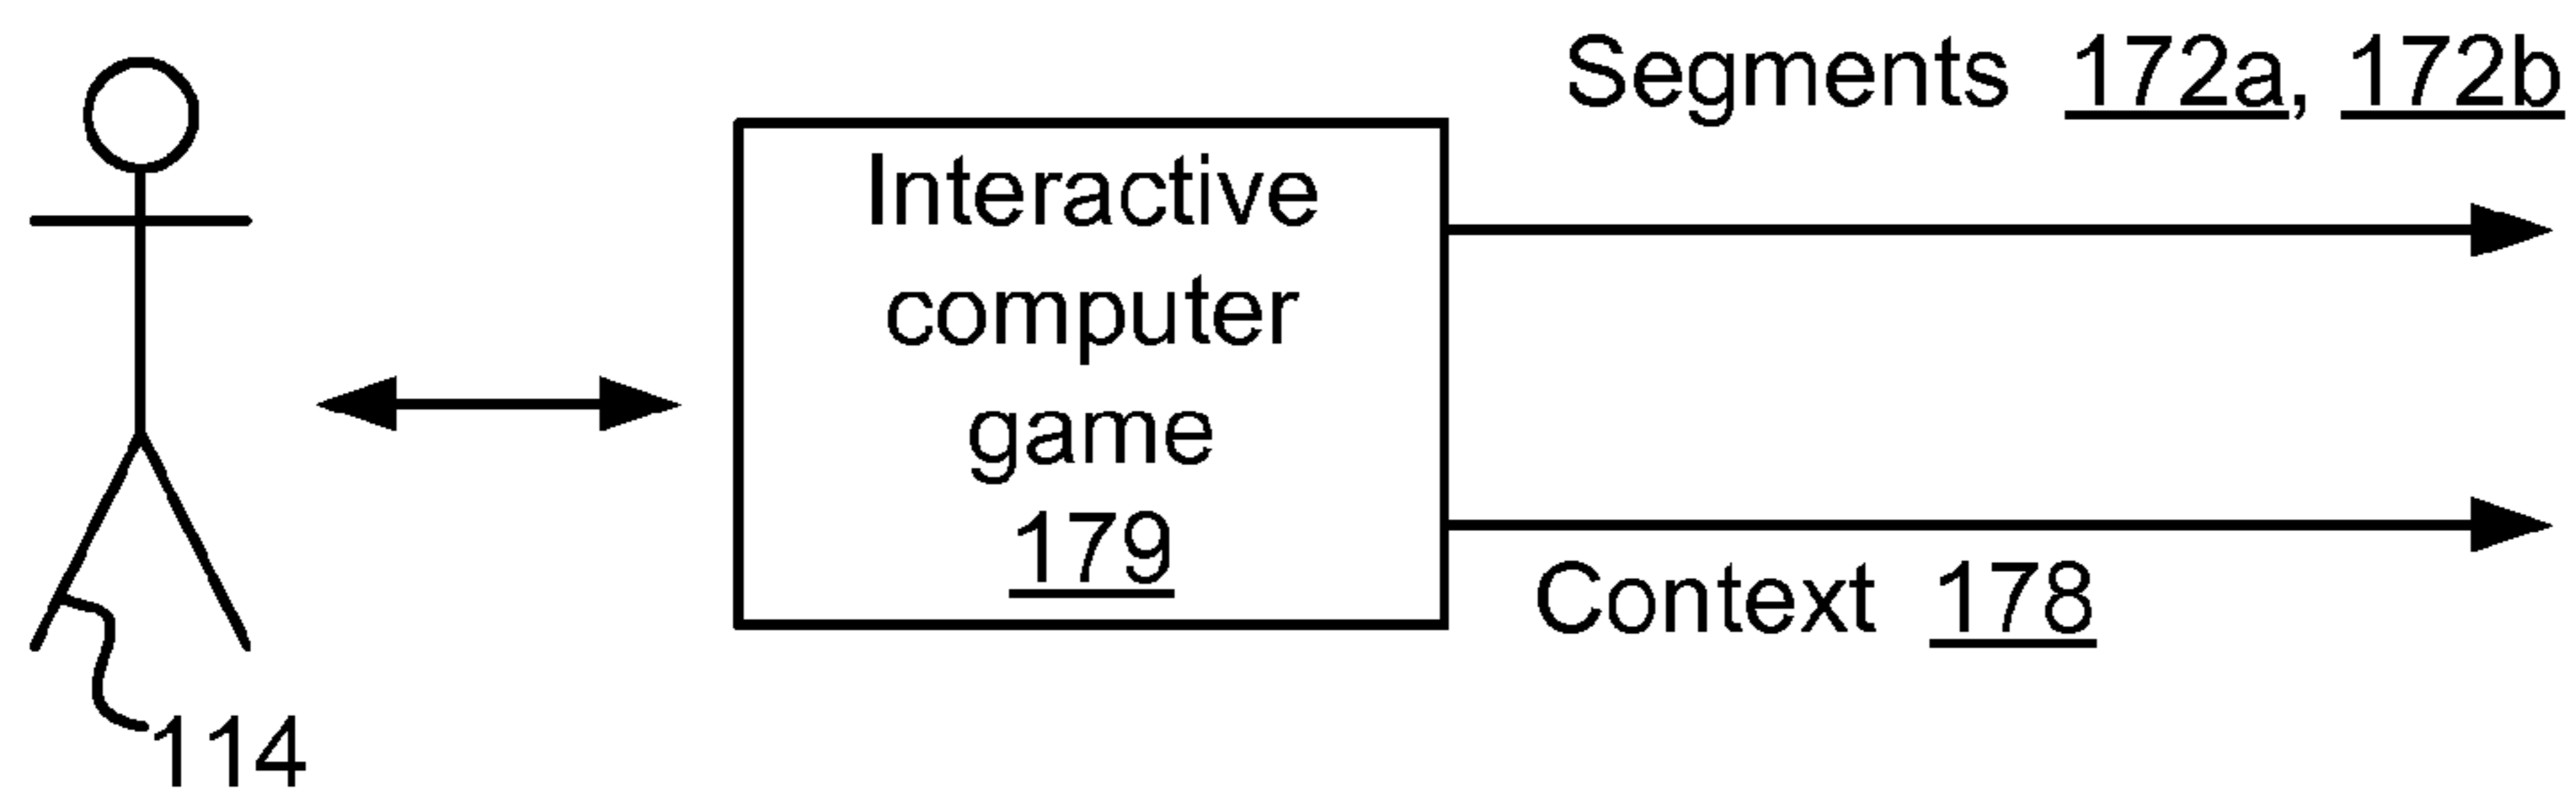 Segments 172a, 172b
Interactive
computer
game
179
Context 178
114